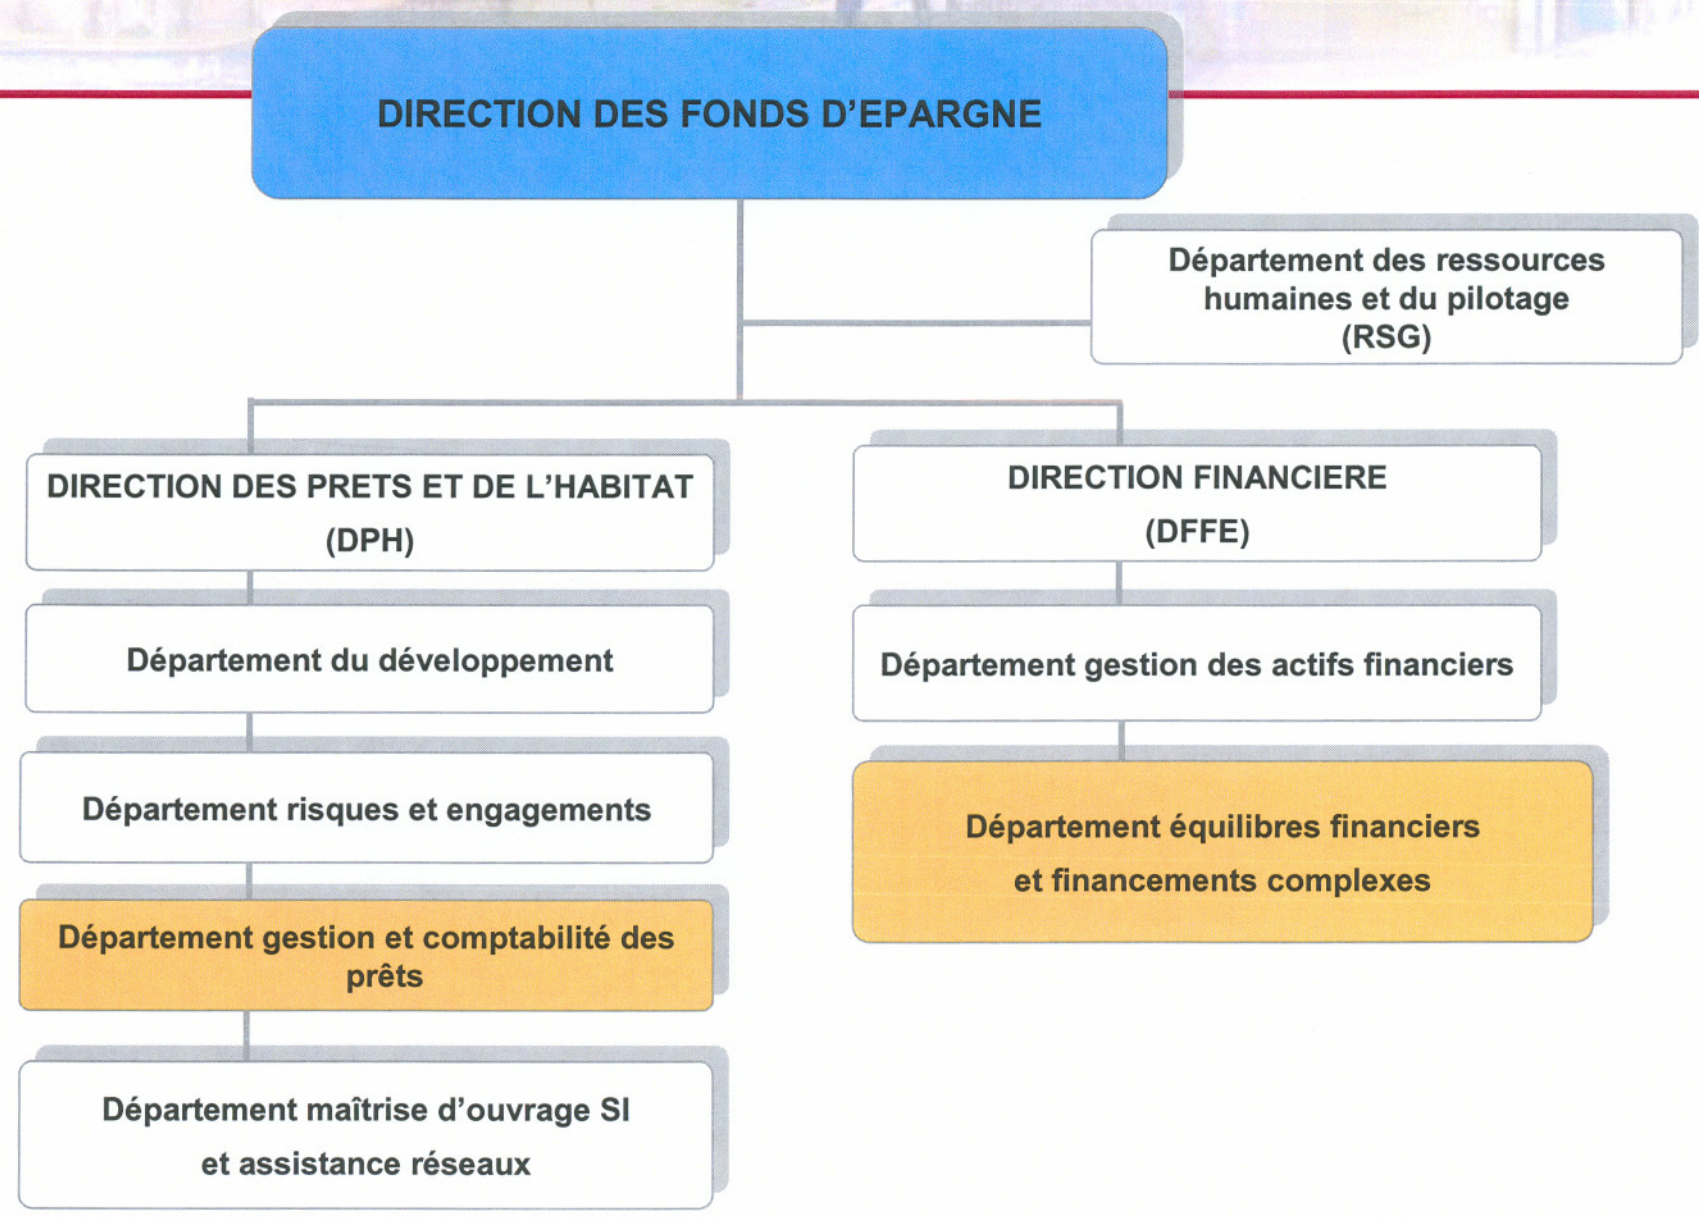 DIRECTION DES FONDS D'EPARGNE
Département des ressources
humaines et du pilotage
(RSG)
DIRECTION DES PRETS ET DE L'HABITAT
(DPH)
Département du développement
Département risques et engagements
Département gestion et comptabilité des
prêts
Département maîtrise d'ouvrage SI
et assistance réseaux
DIRECTION FINANCIERE
(DFFE)
Département gestion des actifs financiers
Département équilibres financiers
et financements complexes